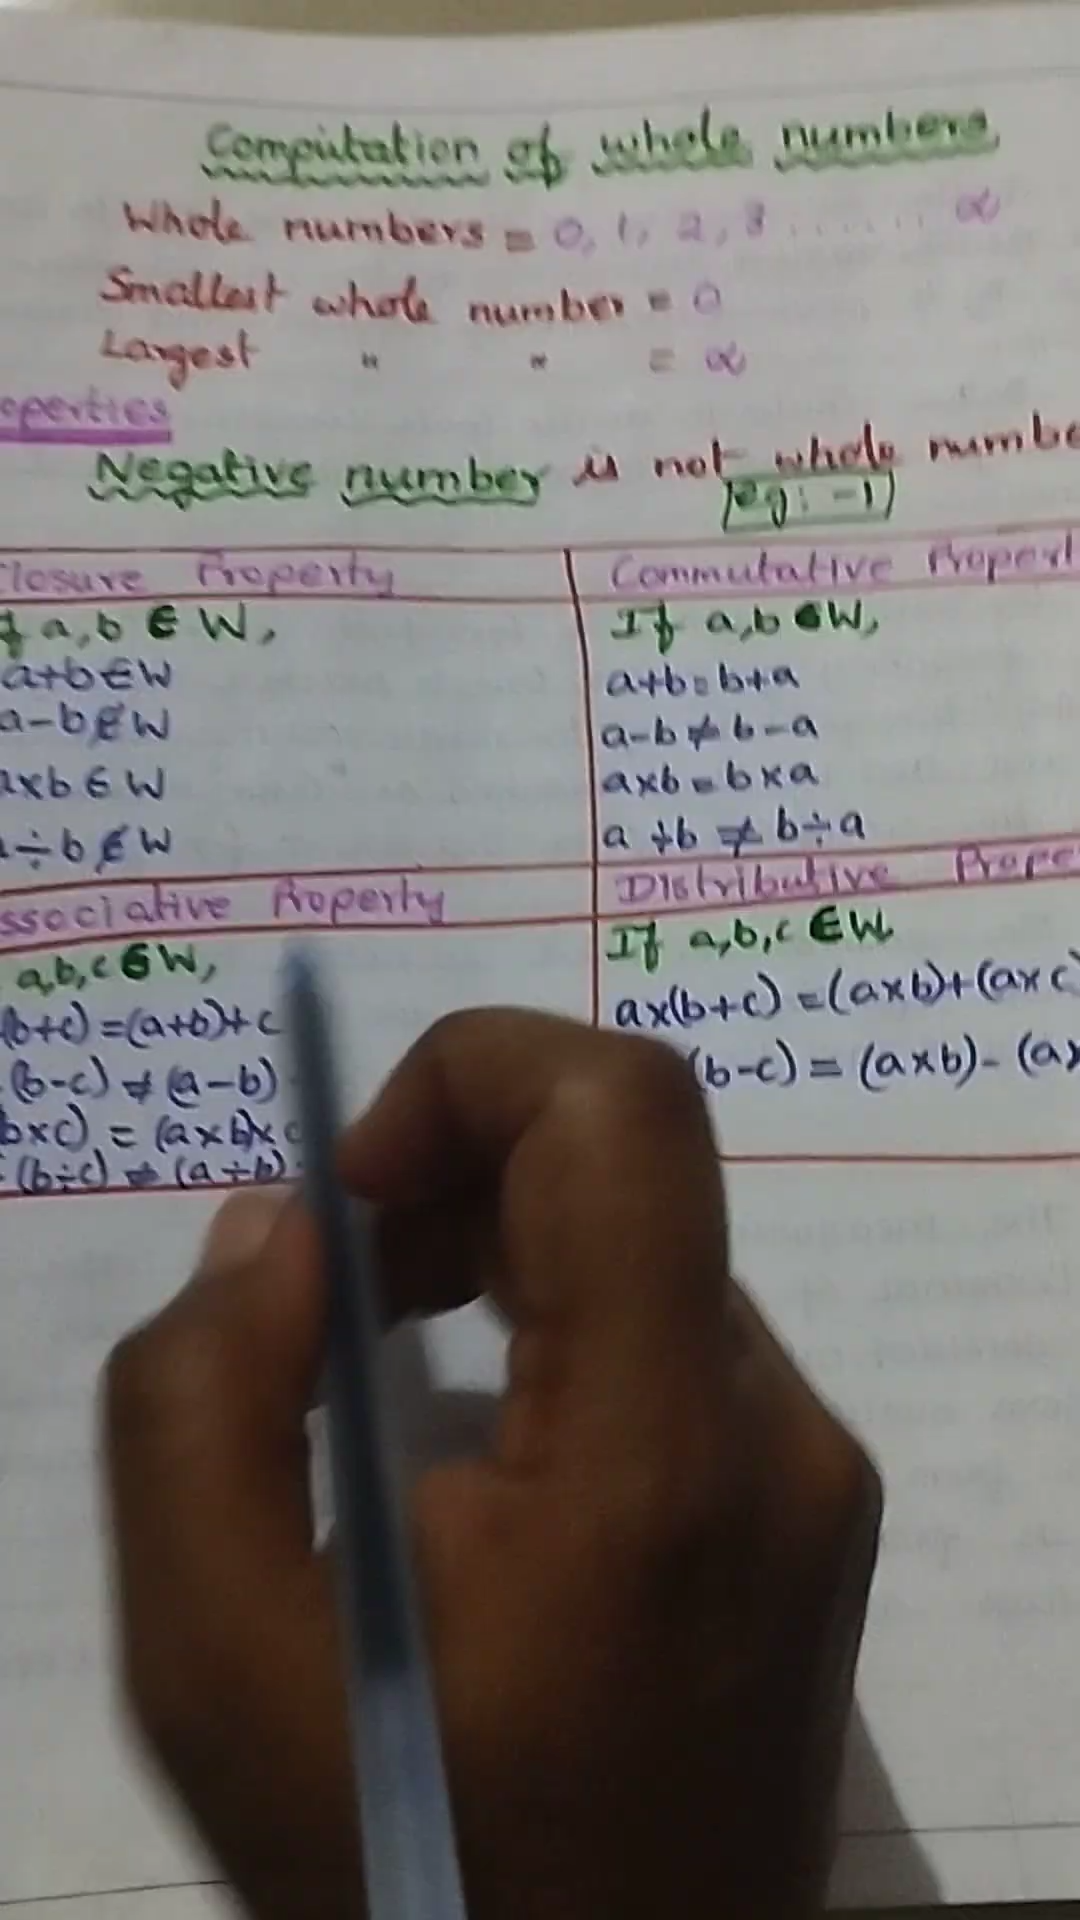 Computation of whole numbers
Whole numbers = 0, 1, 2, 3 ....... ∝
Smallest whole number = 0
Largest " " = ∝
operties
Negative number is not whole numbe
eg: -1
losure Property
f a, b ∈ W,
a+b∈W
a-b∉W
axb∈W
÷b∉W
ssociative Property
a,b,c∈W,
(b+c)=(a+b)+c
(b-c)≠(a-b)
bxc) = (axb)x c
(b÷c) ≠ (a÷b)
Commutative Propert
If a,b∈W,
a+b=b+a
a-b≠b-a
axb=bxa
a÷b≠b÷a
Distributive Prope
If a,b,c∈W
ax(b+c)=(axb)+(axc)
(b-c)=(axb)-(ax